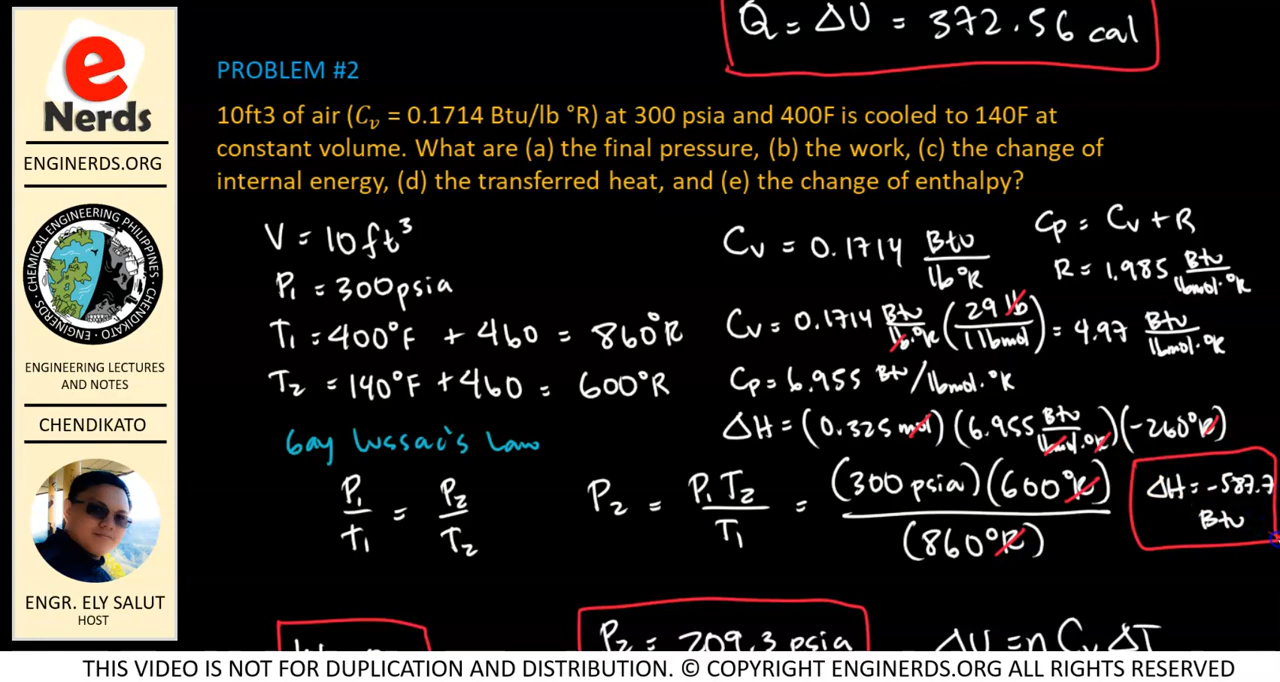 Q = ΔU = 372.56 cal
e
Nerds
ENGINERDS.ORG
CHEMICAL ENGINEERING PHILIPPINES
CHENDIKATO · ENGINERDS
ENGINEERING LECTURES
AND NOTES
CHENDIKATO
ENGR. ELY SALUT
HOST
PROBLEM #2
10ft3 of air (Cᵥ = 0.1714 Btu/lb °R) at 300 psia and 400F is cooled to 140F at
constant volume. What are (a) the final pressure, (b) the work, (c) the change of
internal energy, (d) the transferred heat, and (e) the change of enthalpy?
V = 10 ft³
P₁ = 300 psia
T₁ = 400°F + 460 = 860°R
T₂ = 140°F + 460 = 600°R
Gay Lussac's Law
P₁/T₁ = P₂/T₂
Cv = 0.1714 Btu/lb°R
Cp = Cv + R
R = 1.985 Btu/lbmol·°R
Cv = 0.1714 Btu/lb·°R (29 lb/1 lbmol) = 4.97 Btu/lbmol·°R
Cp = 6.955 Btu/lbmol·°R
ΔH = (0.325 mol)(6.955 Btu/lbmol·°R)(-260°R)
P₂ = P₁T₂/T₁ = (300 psia)(600°R)/(860°R)
ΔH = -587.7
Btu
P₂ = 209.3 psia
ΔU = n Cv ΔT
THIS VIDEO IS NOT FOR DUPLICATION AND DISTRIBUTION. © COPYRIGHT ENGINERDS.ORG ALL RIGHTS RESERVED